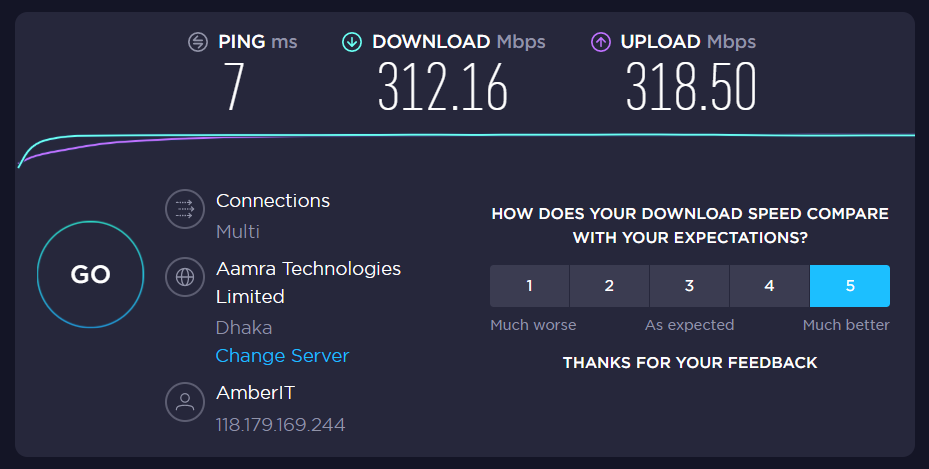 PING ms DOWNLOAD Mbps UPLOAD Mbps
7 312.16 318.50
GO
Connections
Multi
Aamra Technologies
Limited
Dhaka
Change Server
AmberIT
118.179.169.244
HOW DOES YOUR DOWNLOAD SPEED COMPARE
WITH YOUR EXPECTATIONS?
1 2 3 4 5
Much worse As expected Much better
THANKS FOR YOUR FEEDBACK